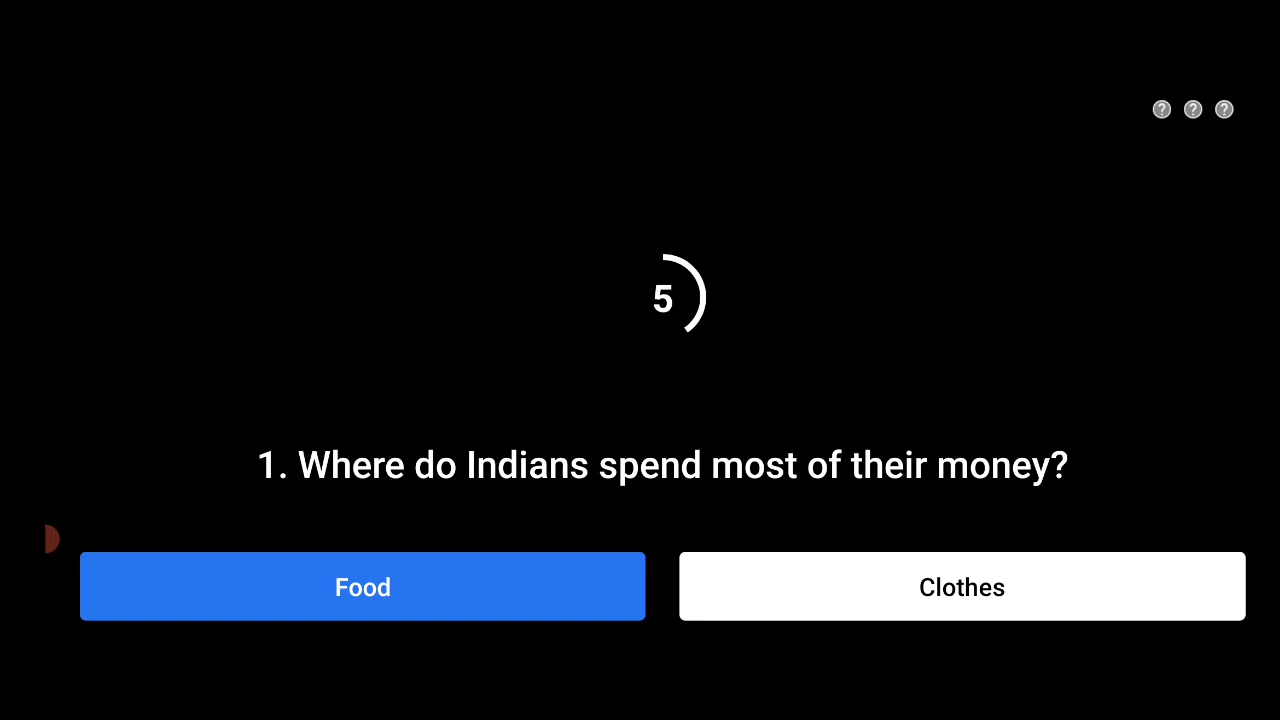 ? ? ?
5
1. Where do Indians spend most of their money?
Food
Clothes